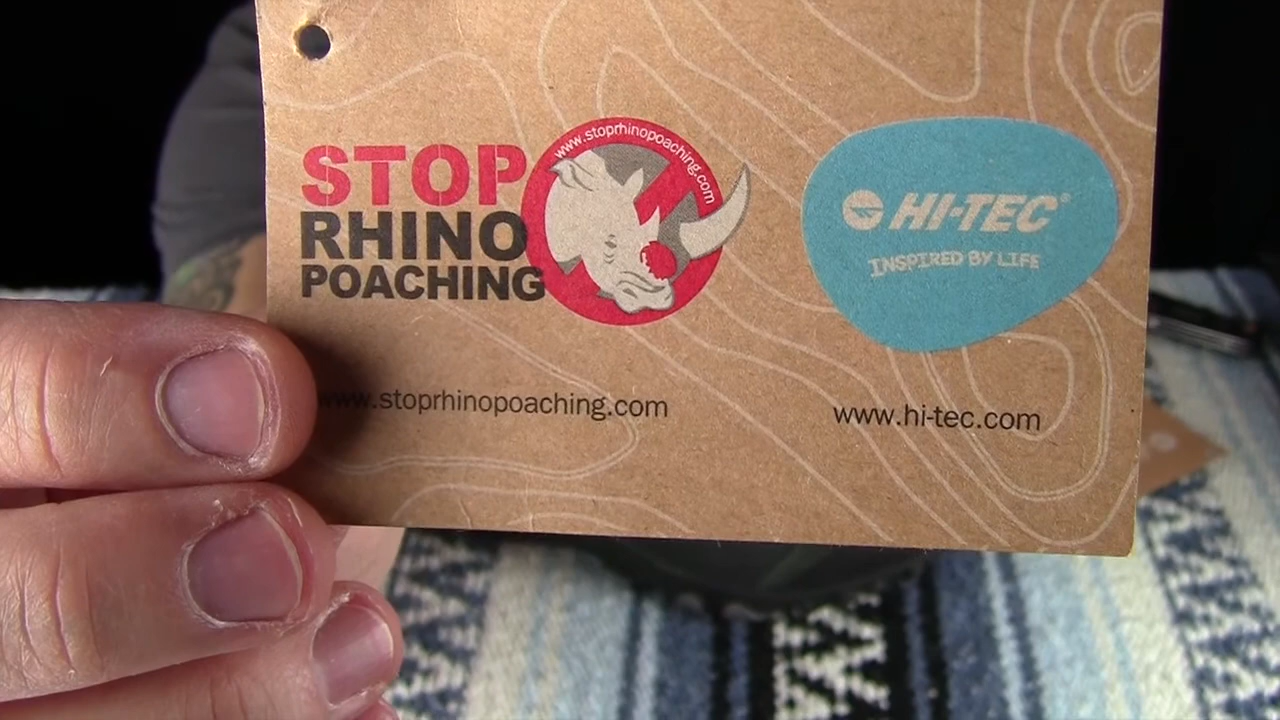 STOP
RHINO
POACHING
www.stoprhinopoaching.com
HI-TEC®
INSPIRED BY LIFE
www.stoprhinopoaching.com
www.hi-tec.com